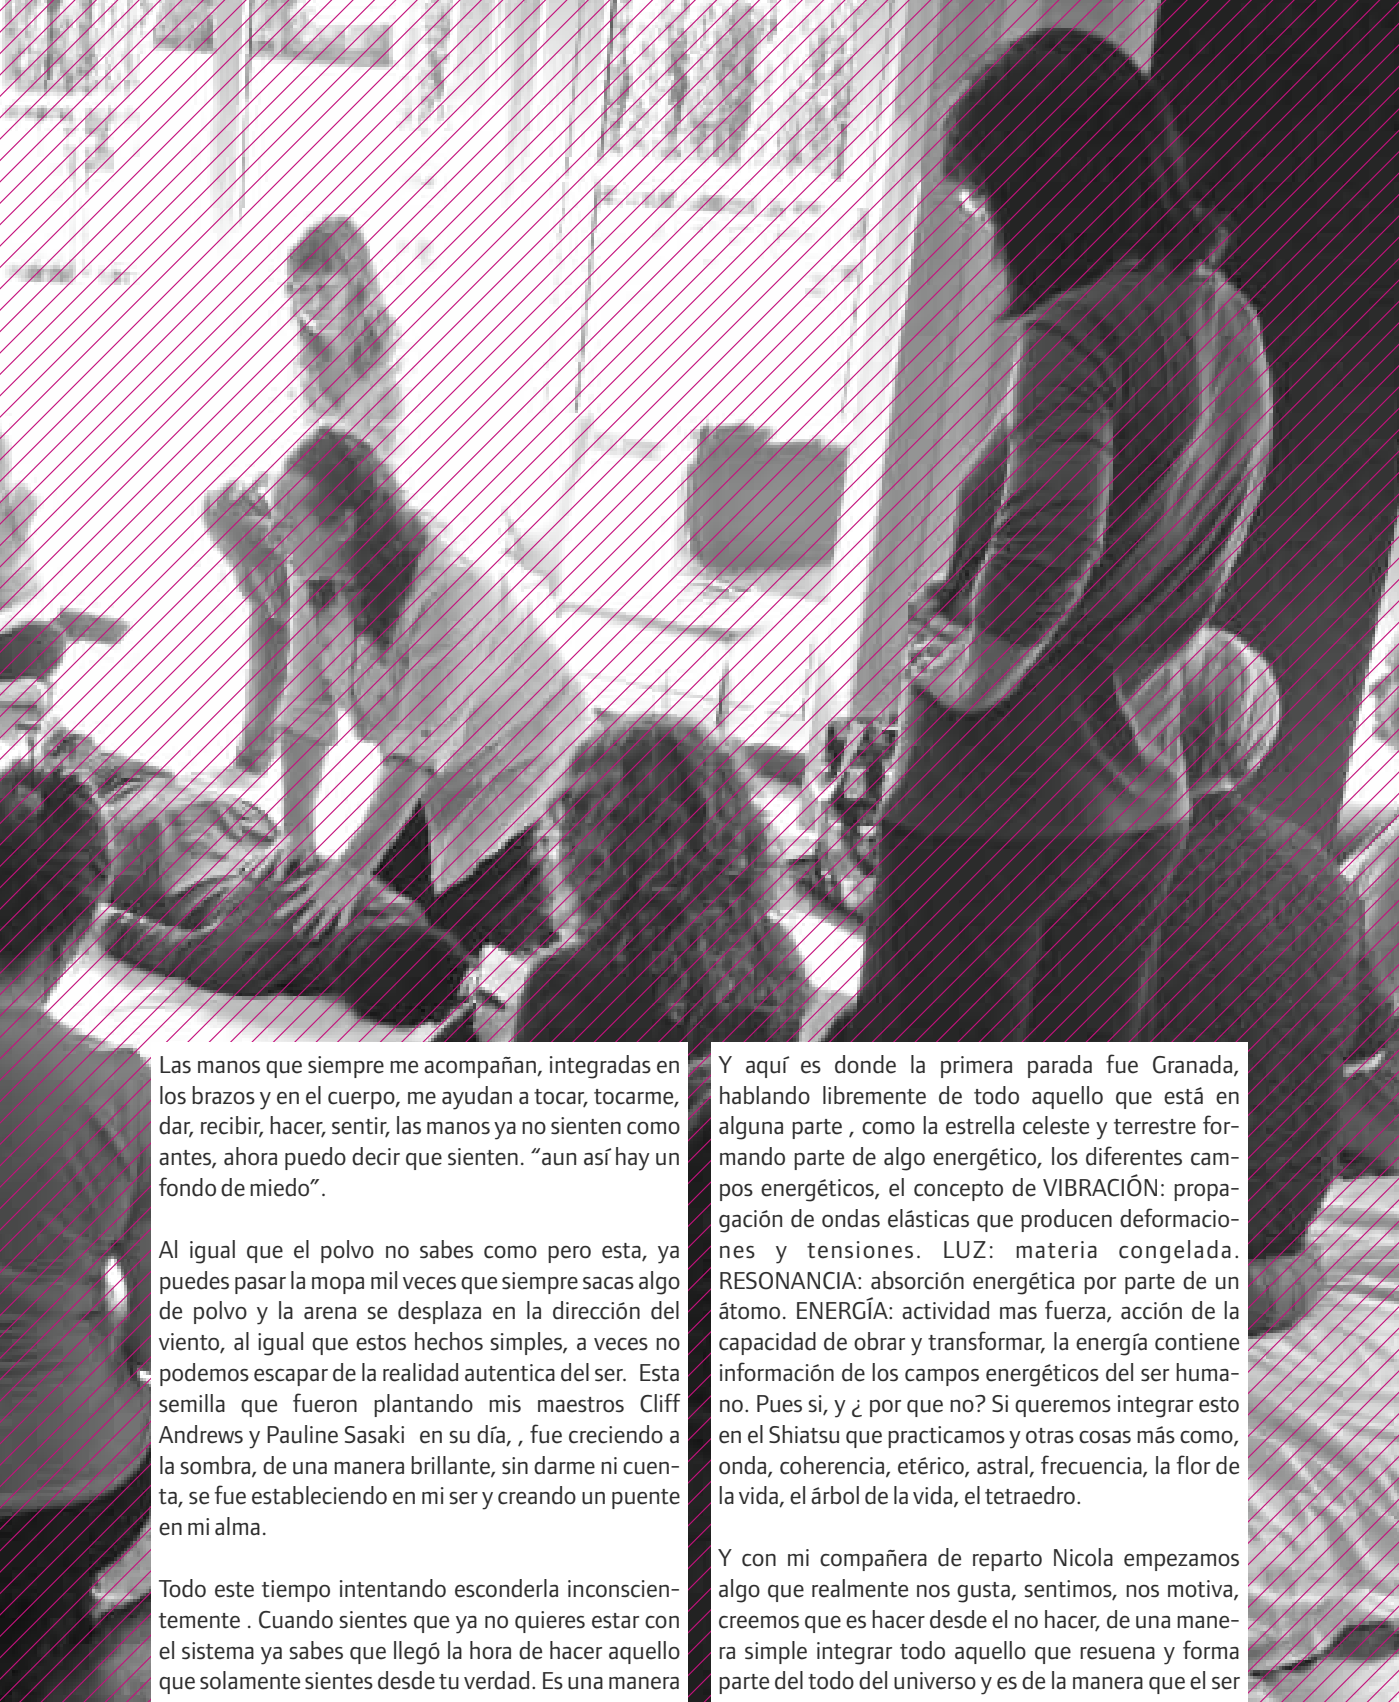 Las manos que siempre me acompañan, integradas en
los brazos y en el cuerpo, me ayudan a tocar, tocarme,
dar, recibir, hacer, sentir, las manos ya no sienten como
antes, ahora puedo decir que sienten. “aun así hay un
fondo de miedo”.

Al igual que el polvo no sabes como pero esta, ya
puedes pasar la mopa mil veces que siempre sacas algo
de polvo y la arena se desplaza en la dirección del
viento, al igual que estos hechos simples, a veces no
podemos escapar de la realidad autentica del ser.  Esta
semilla que fueron plantando mis maestros Cliff
Andrews y Pauline Sasaki  en su día, , fue creciendo a
la sombra, de una manera brillante, sin darme ni cuen-
ta, se fue estableciendo en mi ser y creando un puente
en mi alma.

Todo este tiempo intentando esconderla inconscien-
temente . Cuando sientes que ya no quieres estar con
el sistema ya sabes que llegó la hora de hacer aquello
que solamente sientes desde tu verdad. Es una manera

Y aquí es donde la primera parada fue Granada,
hablando libremente de todo aquello que está en
alguna parte , como la estrella celeste y terrestre for-
mando parte de algo energético, los diferentes cam-
pos energéticos, el concepto de VIBRACIÓN: propa-
gación de ondas elásticas que producen deformacio-
nes y tensiones. LUZ: materia congelada.
RESONANCIA: absorción energética por parte de un
átomo. ENERGÍA: actividad mas fuerza, acción de la
capacidad de obrar y transformar, la energía contiene
información de los campos energéticos del ser huma-
no. Pues si, y ¿ por que no? Si queremos integrar esto
en el Shiatsu que practicamos y otras cosas más como,
onda, coherencia, etérico, astral, frecuencia, la flor de
la vida, el árbol de la vida, el tetraedro.

Y con mi compañera de reparto Nicola empezamos
algo que realmente nos gusta, sentimos, nos motiva,
creemos que es hacer desde el no hacer, de una mane-
ra simple integrar todo aquello que resuena y forma
parte del todo del universo y es de la manera que el ser